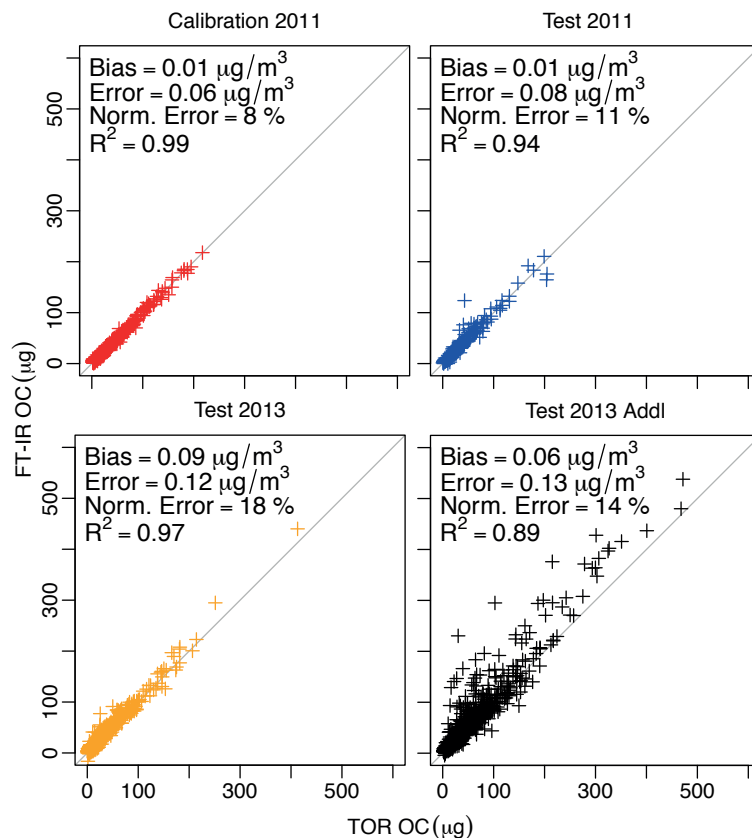 Calibration 2011
Bias = 0.01 μg/m³
Error = 0.06 μg/m³
Norm. Error = 8 %
R² = 0.99
Test 2011
Bias = 0.01 μg/m³
Error = 0.08 μg/m³
Norm. Error = 11 %
R² = 0.94
0 100 300 500
Test 2013
Bias = 0.09 μg/m³
Error = 0.12 μg/m³
Norm. Error = 18 %
R² = 0.97
Test 2013 Addl
Bias = 0.06 μg/m³
Error = 0.13 μg/m³
Norm. Error = 14 %
R² = 0.89
0 100 300 500
FT-IR OC (μg)
0 100 300 500
0 100 300 500
TOR OC (μg)